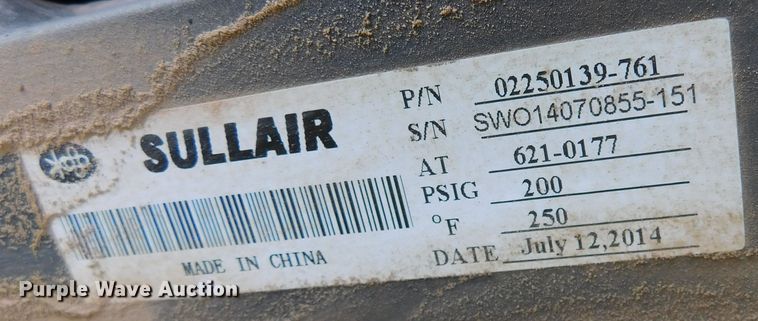 SULLAIR
P/N 02250139-761
S/N SWO14070855-151
AT 621-0177
PSIG 200
°F 250
DATE July 12,2014
MADE IN CHINA
Purple Wave Auction